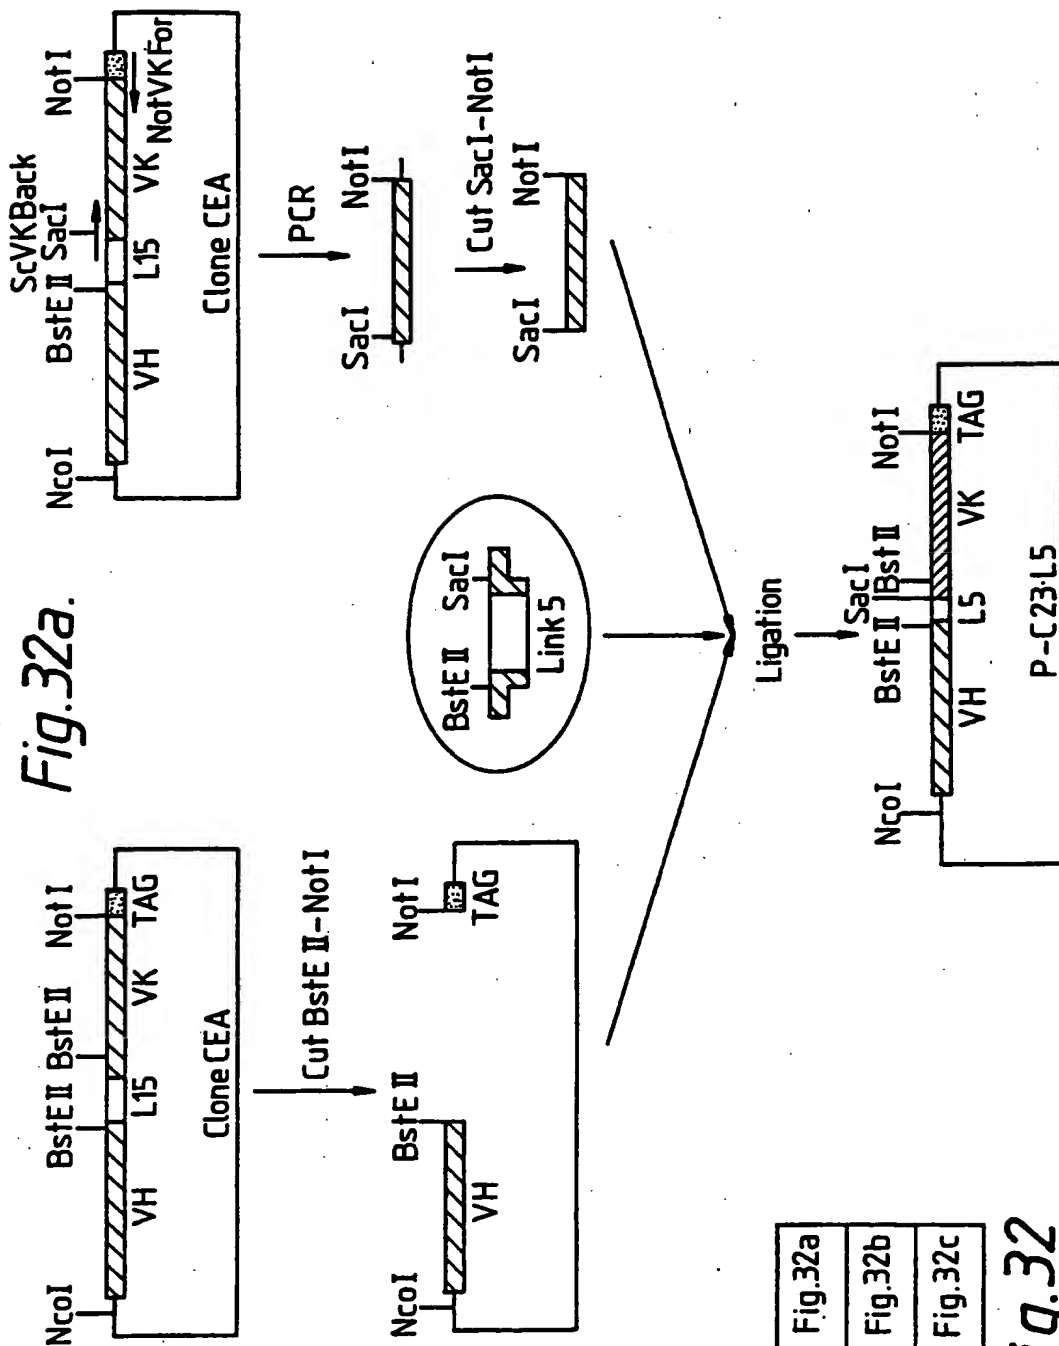 Fig.32a.
NcoI
BstE II
BstE II
NotI
VH
L15
VK
TAG
Clone CEA
Cut BstE II-NotI
NcoI
BstE II
NotI
VH
TAG
BstE II
SacI
Link 5
NcoI
BstE II
SacI
ScVKBack
NotI
VH
L15
VK
NotVKFor
Clone CEA
PCR
SacI
NotI
Cut SacI-NotI
SacI
NotI
Ligation
NcoI
BstE II
SacI
Bst II
NotI
VH
L5
VK
TAG
P-C23·L5
Fig.32a
Fig.32b
Fig.32c